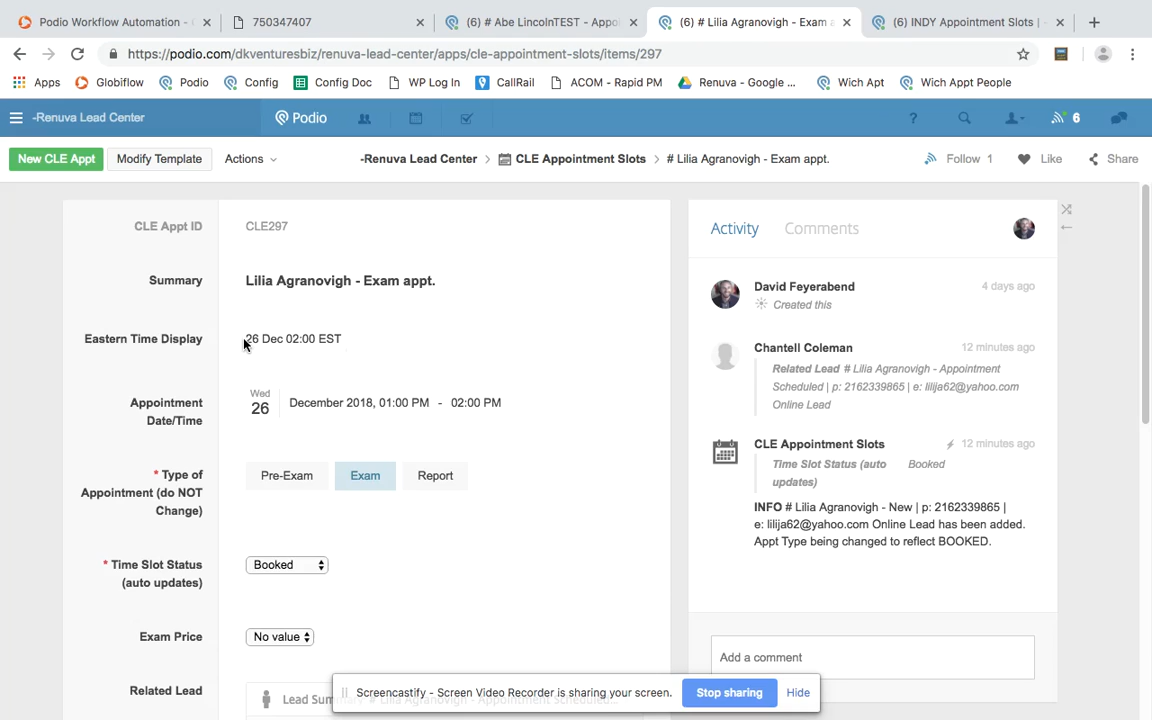 Podio Workflow Automation -
750347407
(6) # Abe LincolnTEST - Appoi
(6) # Lilia Agranovigh - Exam a
(6) INDY Appointment Slots |
https://podio.com/dkventuresbiz/renuva-lead-center/apps/cle-appointment-slots/items/297
Apps Globiflow Podio Config Config Doc WP Log In CallRail ACOM - Rapid PM Renuva - Google ... Wich Appt Wich Appt People
-Renuva Lead Center Podio ? 6
New CLE Appt Modify Template Actions -Renuva Lead Center CLE Appointment Slots # Lilia Agranovigh - Exam appt. Follow 1 Like Share
CLE Appt ID CLE297
Summary Lilia Agranovigh - Exam appt.
Eastern Time Display 26 Dec 02:00 EST
Appointment
Date/Time
Wed
26
December 2018, 01:00 PM - 02:00 PM
* Type of
Appointment (do NOT
Change)
Pre-Exam Exam Report
* Time Slot Status
(auto updates)
Booked
Exam Price No value
Related Lead Lead Sum # Lilia Agranovigh - Appointment Scheduled...
Activity Comments
David Feyerabend 4 days ago
Created this
Chantell Coleman 12 minutes ago
Related Lead # Lilia Agranovigh - Appointment
Scheduled | p: 2162339865 | e: lilija62@yahoo.com
Online Lead
CLE Appointment Slots 12 minutes ago
Time Slot Status (auto
updates)
Booked
INFO # Lilia Agranovigh - New | p: 2162339865 |
e: lilija62@yahoo.com Online Lead has been added.
Appt Type being changed to reflect BOOKED.
Add a comment
Screencastify - Screen Video Recorder is sharing your screen. Stop sharing Hide